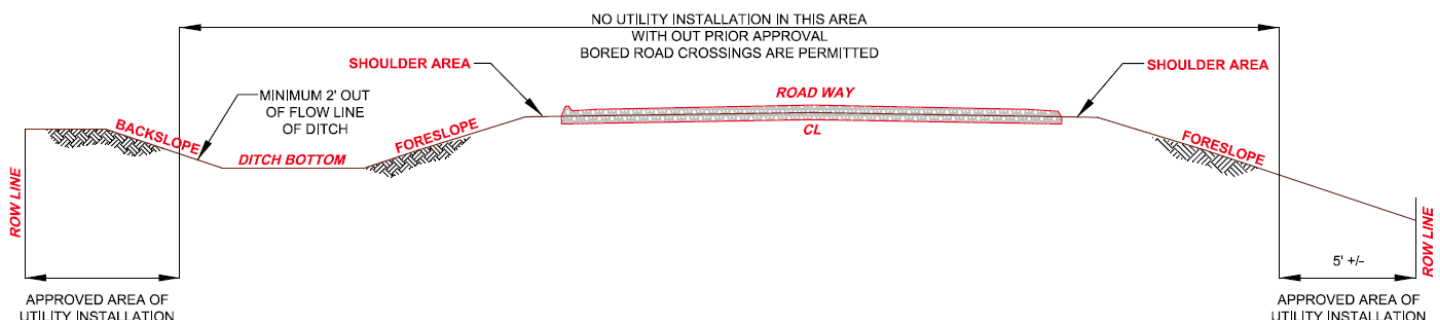 NO UTILITY INSTALLATION IN THIS AREA
WITH OUT PRIOR APPROVAL
BORED ROAD CROSSINGS ARE PERMITTED
SHOULDER AREA
SHOULDER AREA
MINIMUM 2' OUT
OF FLOW LINE
OF DITCH
ROAD WAY
CL
BACKSLOPE
DITCH BOTTOM
FORESLOPE
FORESLOPE
ROW LINE
ROW LINE
5' +/-
APPROVED AREA OF
UTILITY INSTALLATION
APPROVED AREA OF
UTILITY INSTALLATION